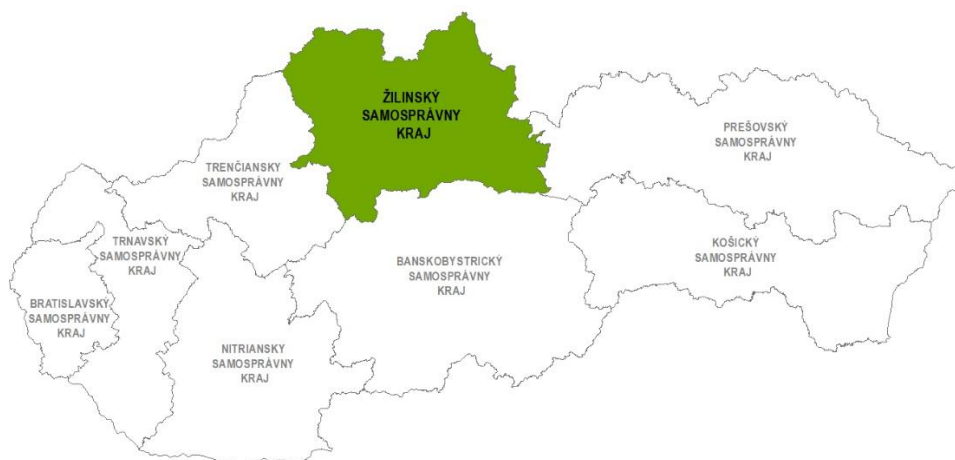 ŽILINSKÝ
SAMOSPRÁVNY
KRAJ
PREŠOVSKÝ
SAMOSPRÁVNY
KRAJ
TRENČIANSKY
SAMOSPRÁVNY
KRAJ
TRNAVSKÝ
SAMOSPRÁVNY
KRAJ
KOŠICKÝ
SAMOSPRÁVNY
KRAJ
BANSKOBYSTRICKÝ
SAMOSPRÁVNY
KRAJ
BRATISLAVSKÝ
SAMOSPRÁVNY
KRAJ
NITRIANSKY
SAMOSPRÁVNY
KRAJ